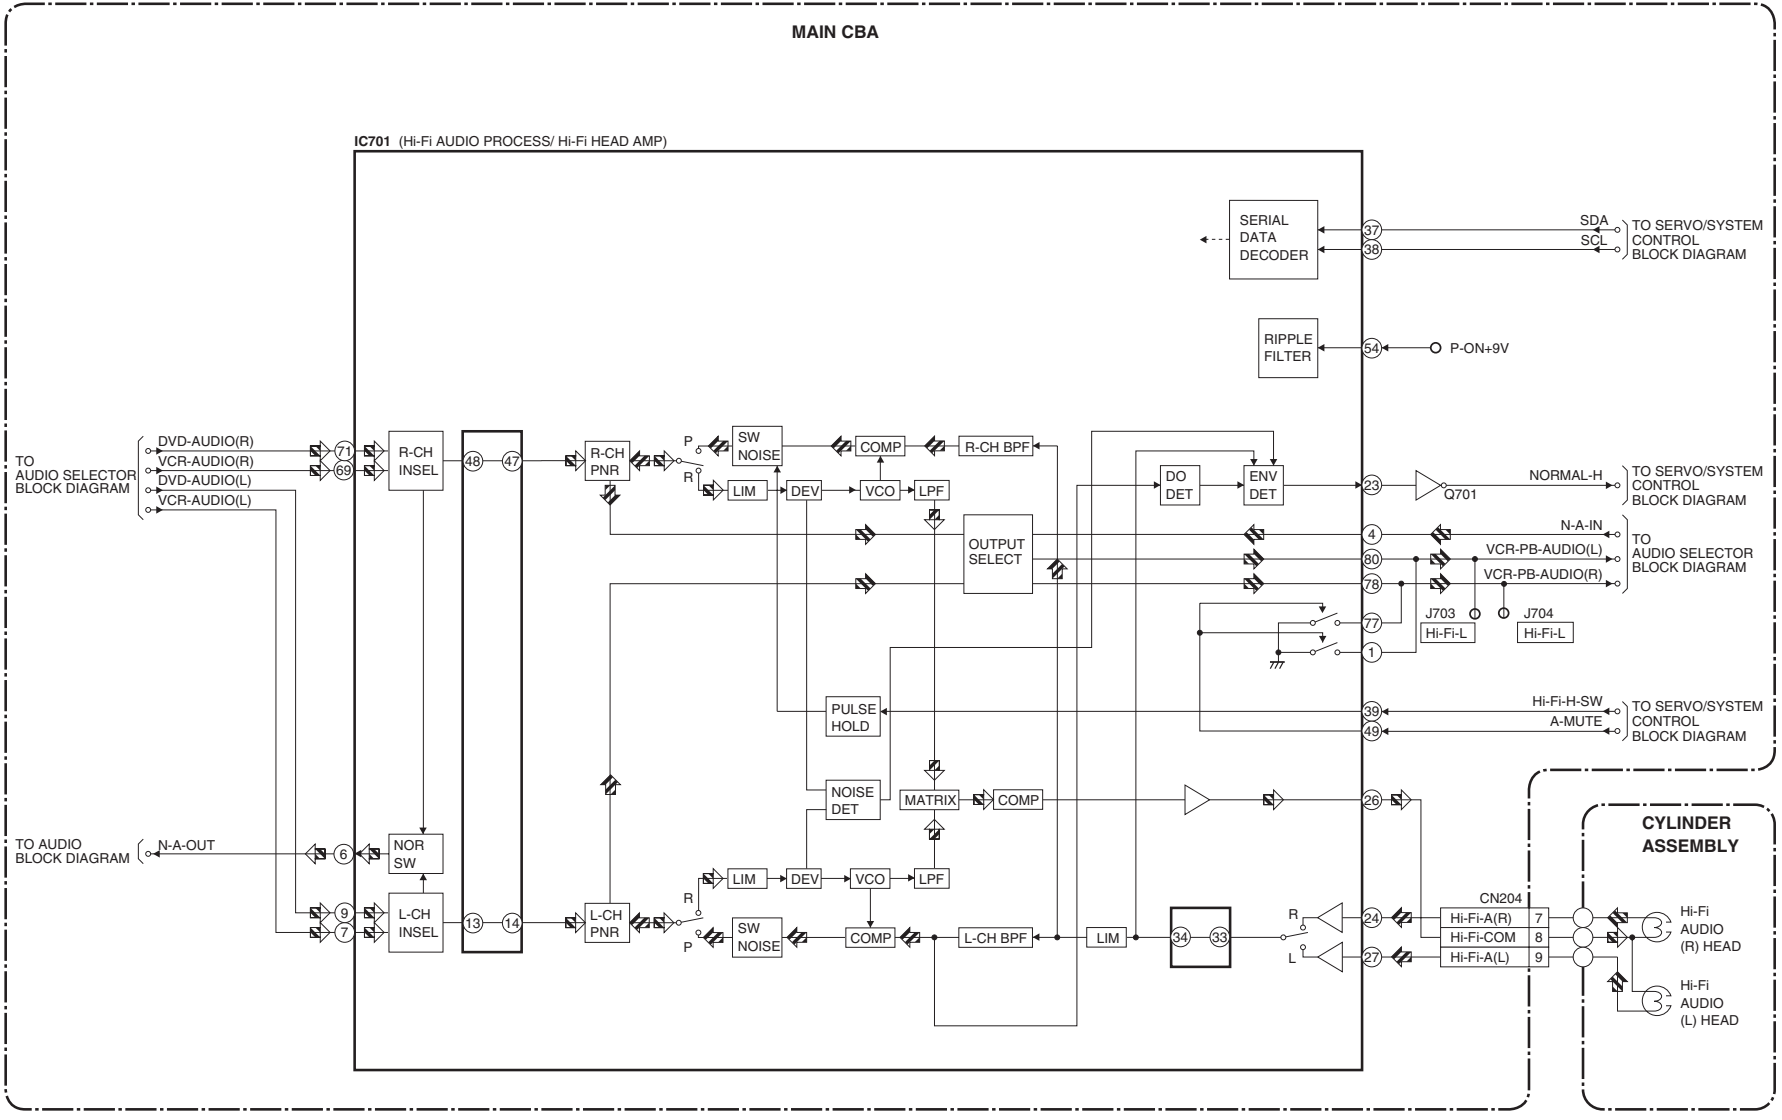 MAIN CBA
IC701 (Hi-Fi AUDIO PROCESS/ Hi-Fi HEAD AMP)
SERIAL
DATA
DECODER
37
38
SDA
SCL
TO SERVO/SYSTEM
CONTROL
BLOCK DIAGRAM
RIPPLE
FILTER
54
P-ON+9V
TO
AUDIO SELECTOR
BLOCK DIAGRAM
DVD-AUDIO(R)
VCR-AUDIO(R)
DVD-AUDIO(L)
VCR-AUDIO(L)
71
69
R-CH
INSEL
48
47
R-CH
PNR
P
R
SW
NOISE
COMP
R-CH BPF
LIM
DEV
VCO
LPF
DO
DET
ENV
DET
23
Q701
NORMAL-H
TO SERVO/SYSTEM
CONTROL
BLOCK DIAGRAM
OUTPUT
SELECT
4
80
78
77
1
N-A-IN
VCR-PB-AUDIO(L)
VCR-PB-AUDIO(R)
TO
AUDIO SELECTOR
BLOCK DIAGRAM
J703
Hi-Fi-L
J704
Hi-Fi-L
PULSE
HOLD
39
49
Hi-Fi-H-SW
A-MUTE
TO SERVO/SYSTEM
CONTROL
BLOCK DIAGRAM
NOISE
DET
MATRIX
COMP
26
TO AUDIO
BLOCK DIAGRAM
N-A-OUT
6
NOR
SW
9
7
L-CH
INSEL
13
14
L-CH
PNR
R
P
LIM
DEV
VCO
LPF
SW
NOISE
COMP
L-CH BPF
LIM
34
33
R
L
24
27
CN204
Hi-Fi-A(R) 7
Hi-Fi-COM 8
Hi-Fi-A(L) 9
CYLINDER
ASSEMBLY
Hi-Fi
AUDIO
(R) HEAD
Hi-Fi
AUDIO
(L) HEAD